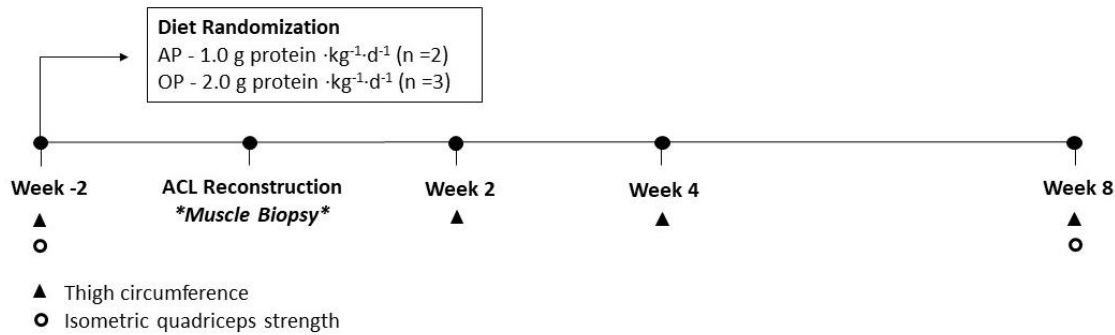 Diet Randomization
AP - 1.0 g protein ·kg⁻¹·d⁻¹ (n =2)
OP - 2.0 g protein ·kg⁻¹·d⁻¹ (n =3)
Week -2
ACL Reconstruction
*Muscle Biopsy*
Week 2
Week 4
Week 8
Thigh circumference
Isometric quadriceps strength